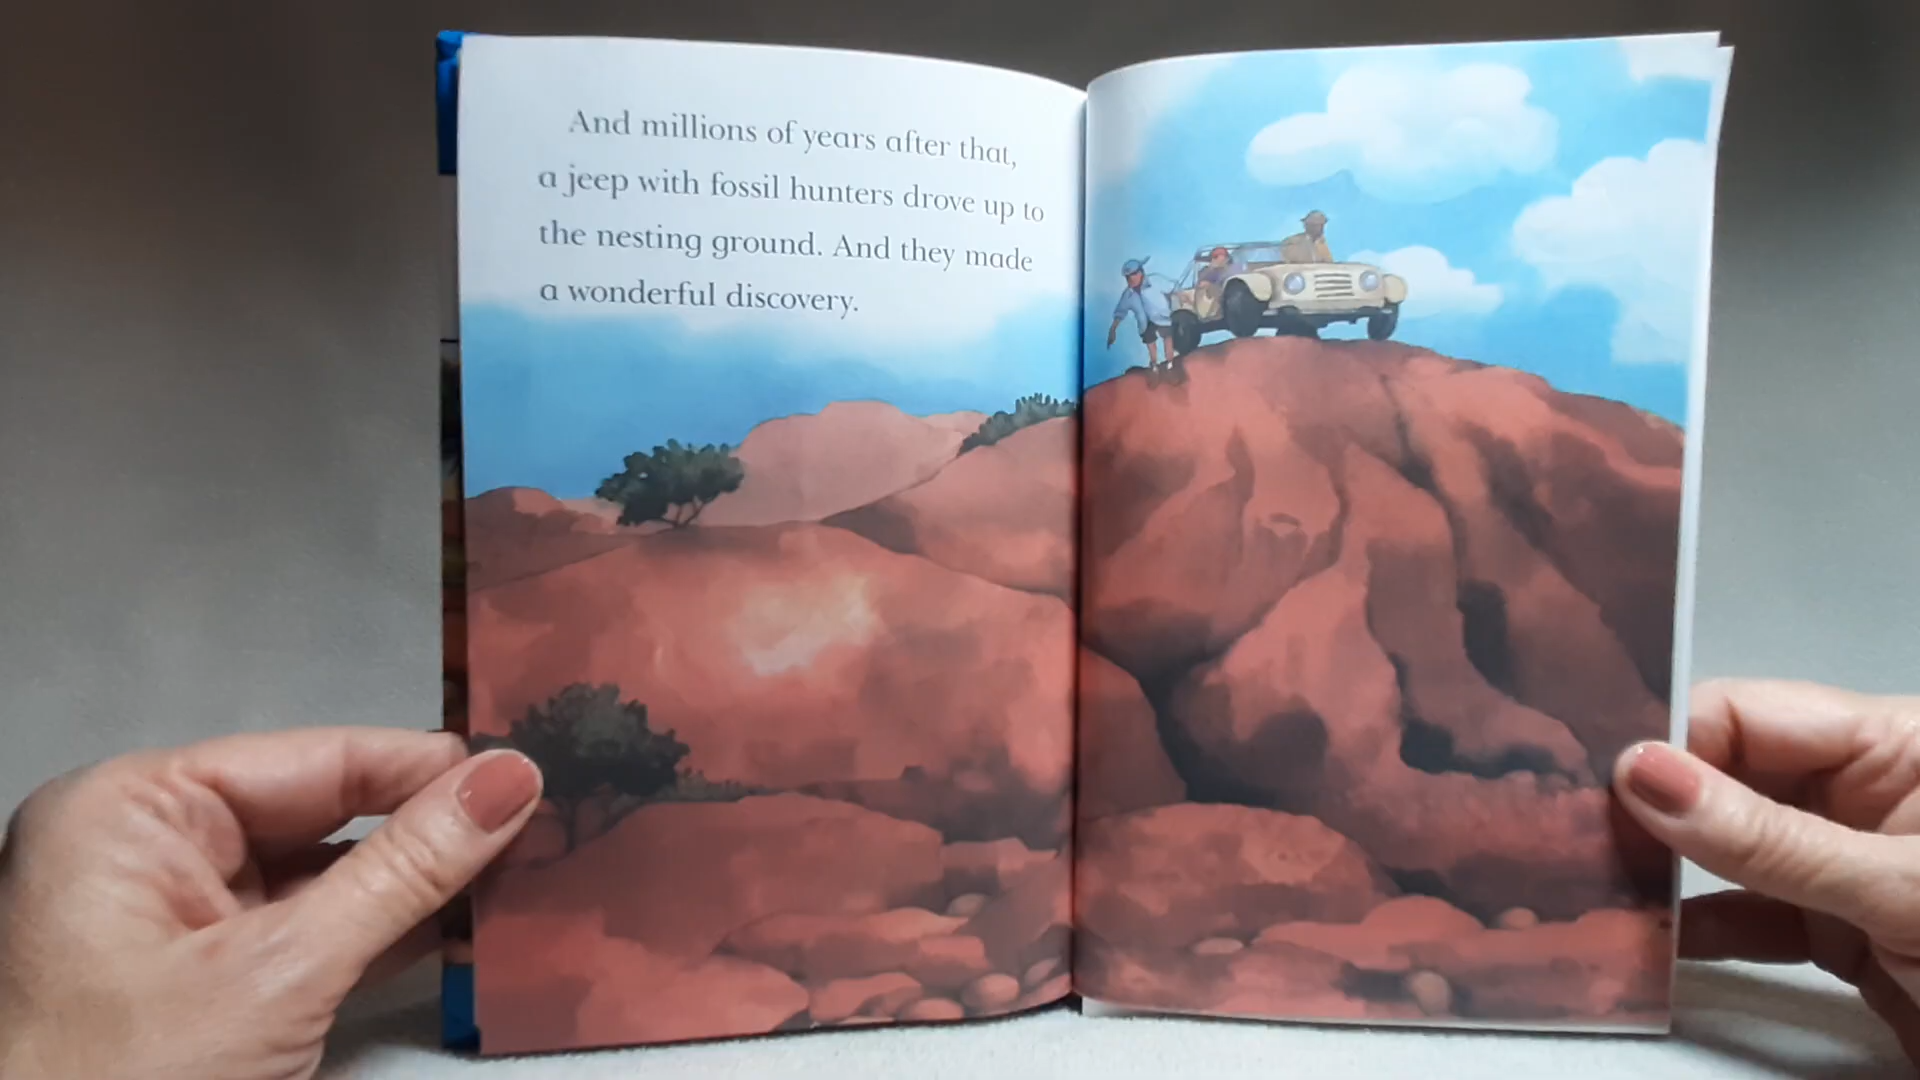 And millions of years after that,
a jeep with fossil hunters drove up to
the nesting ground. And they made
a wonderful discovery.